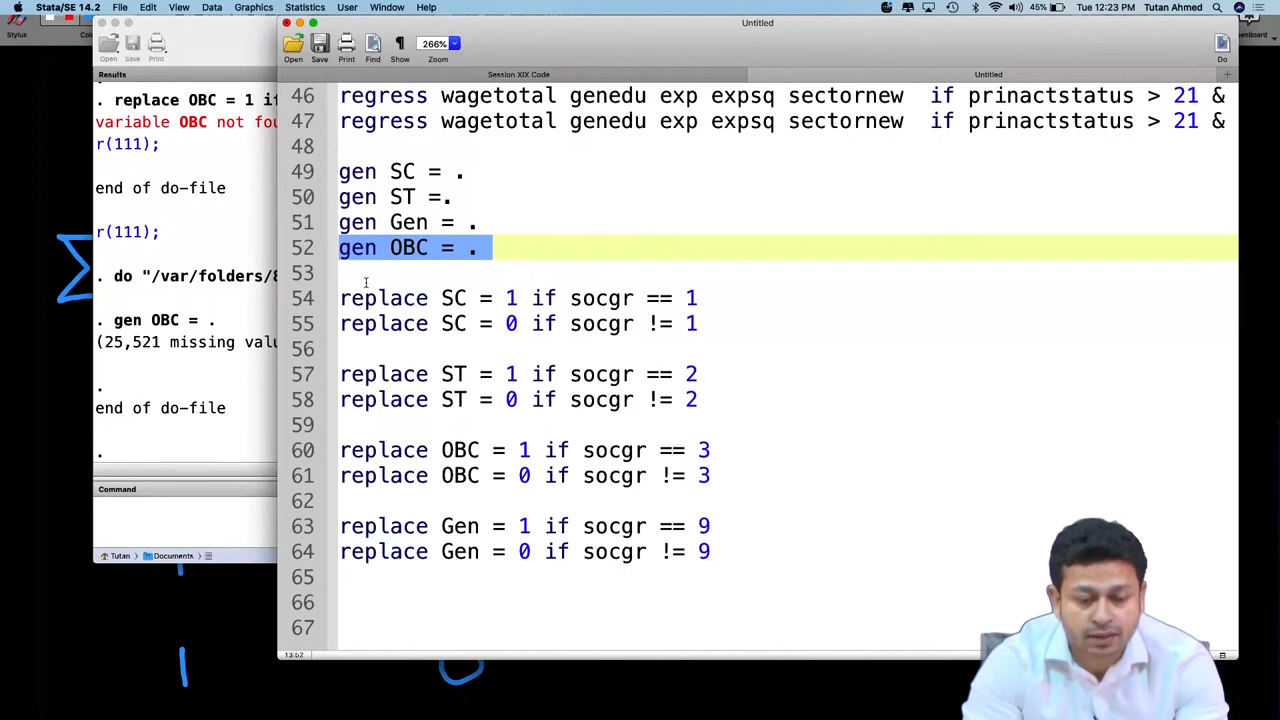 Stata/SE 14.2 File Edit View Data Graphics Statistics User Window Help 45% Tue 12:23 PM Tutan Ahmed
Stylus
Untitled
Open Save Print
Open Save Print Find Show
266%
Zoom
Do
Results
Session XIX Code
Untitled
. replace OBC = 1 if
variable OBC not fou
r(111);
end of do-file
r(111);
. do "/var/folders/8
. gen OBC = .
(25,521 missing valu
.
end of do-file
.
Command
Tutan Documents
46 regress wagetotal genedu exp expsq sectornew if prinactstatus > 21 &
47 regress wagetotal genedu exp expsq sectornew if prinactstatus > 21 &
48
49 gen SC = .
50 gen ST =.
51 gen Gen = .
52 gen OBC = .
53
54 replace SC = 1 if socgr == 1
55 replace SC = 0 if socgr != 1
56
57 replace ST = 1 if socgr == 2
58 replace ST = 0 if socgr != 2
59
60 replace OBC = 1 if socgr == 3
61 replace OBC = 0 if socgr != 3
62
63 replace Gen = 1 if socgr == 9
64 replace Gen = 0 if socgr != 9
65
66
67
13:52